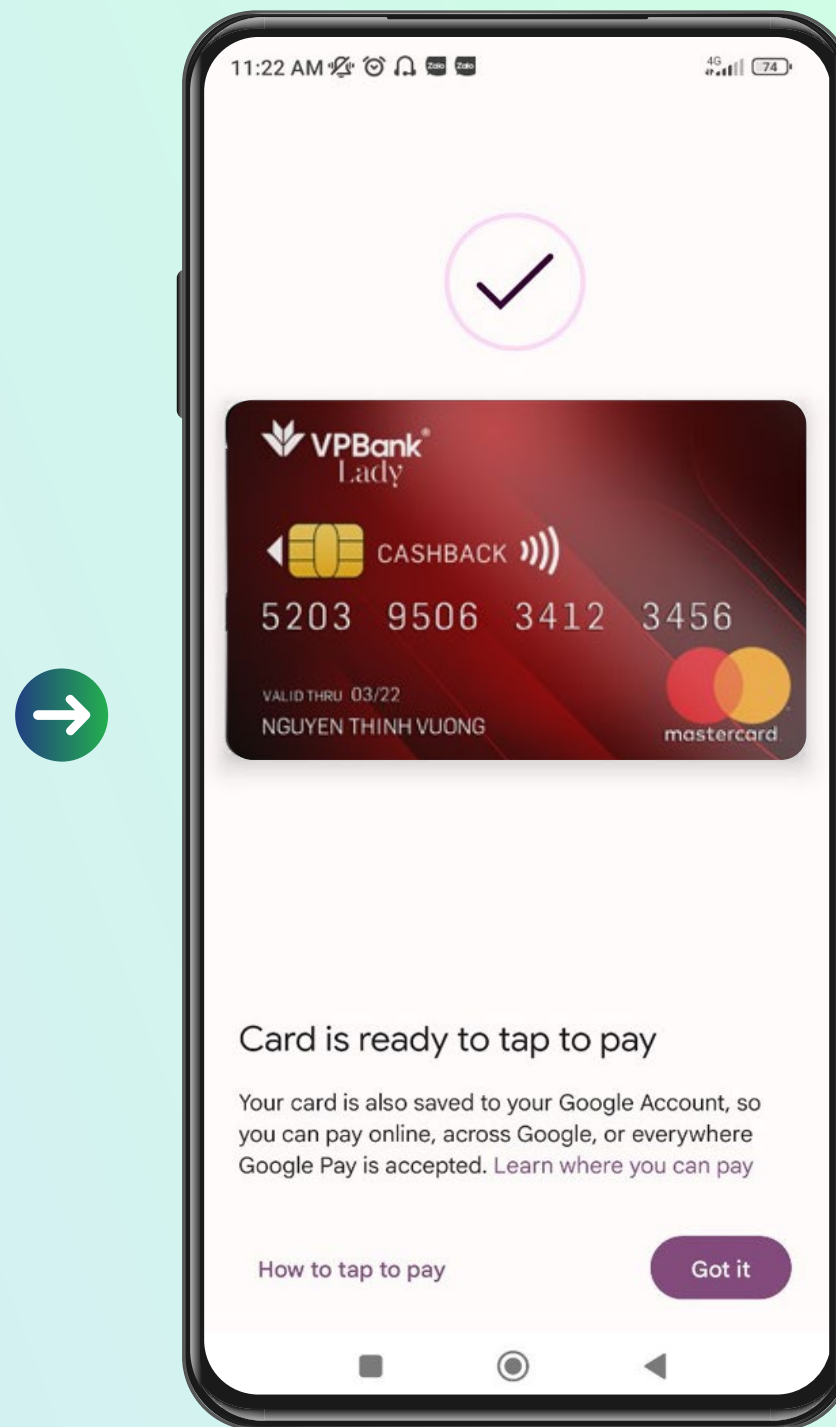 11:22 AM Zalo Zalo 4G 74
VPBank®
Lady
CASHBACK
5203 9506 3412 3456
VALID THRU 03/22
NGUYEN THINH VUONG
mastercard
Card is ready to tap to pay
Your card is also saved to your Google Account, so
you can pay online, across Google, or everywhere
Google Pay is accepted. Learn where you can pay
How to tap to pay Got it